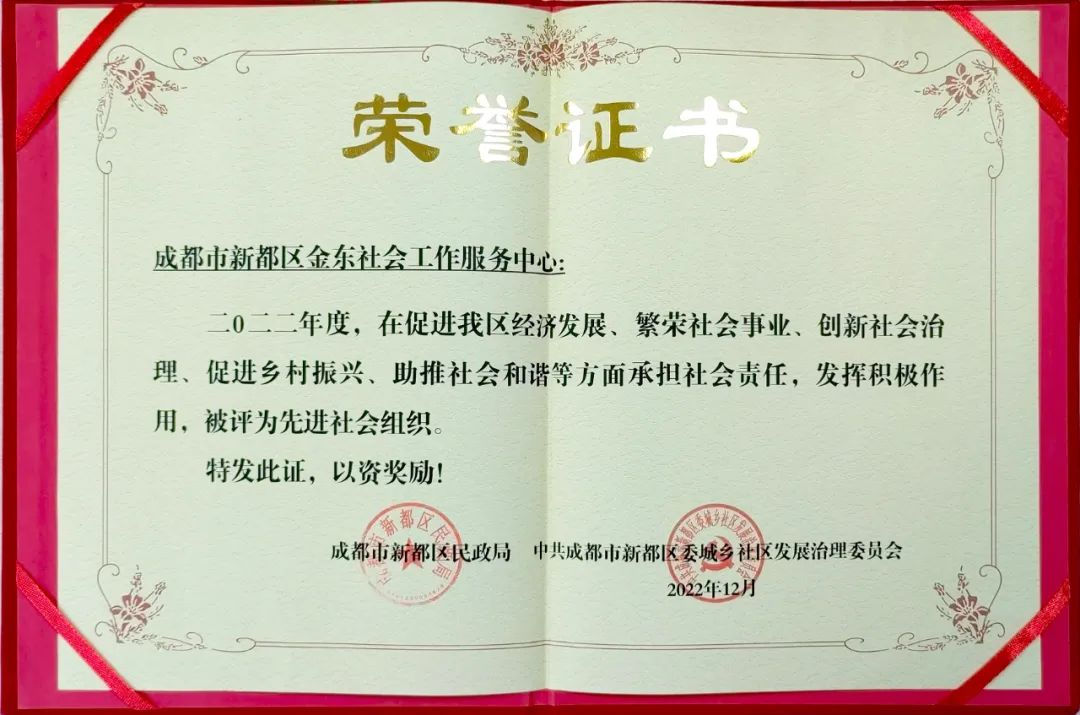 荣誉证书
成都市新都区金东社会工作服务中心:
二0二二年度，在促进我区经济发展、繁荣社会事业、创新社会治
理、促进乡村振兴、助推社会和谐等方面承担社会责任，发挥积极作
用，被评为先进社会组织。
特发此证，以资奖励!
成都市新都区民政局 中共成都市新都区委城乡社区发展治理委员会
2022年12月